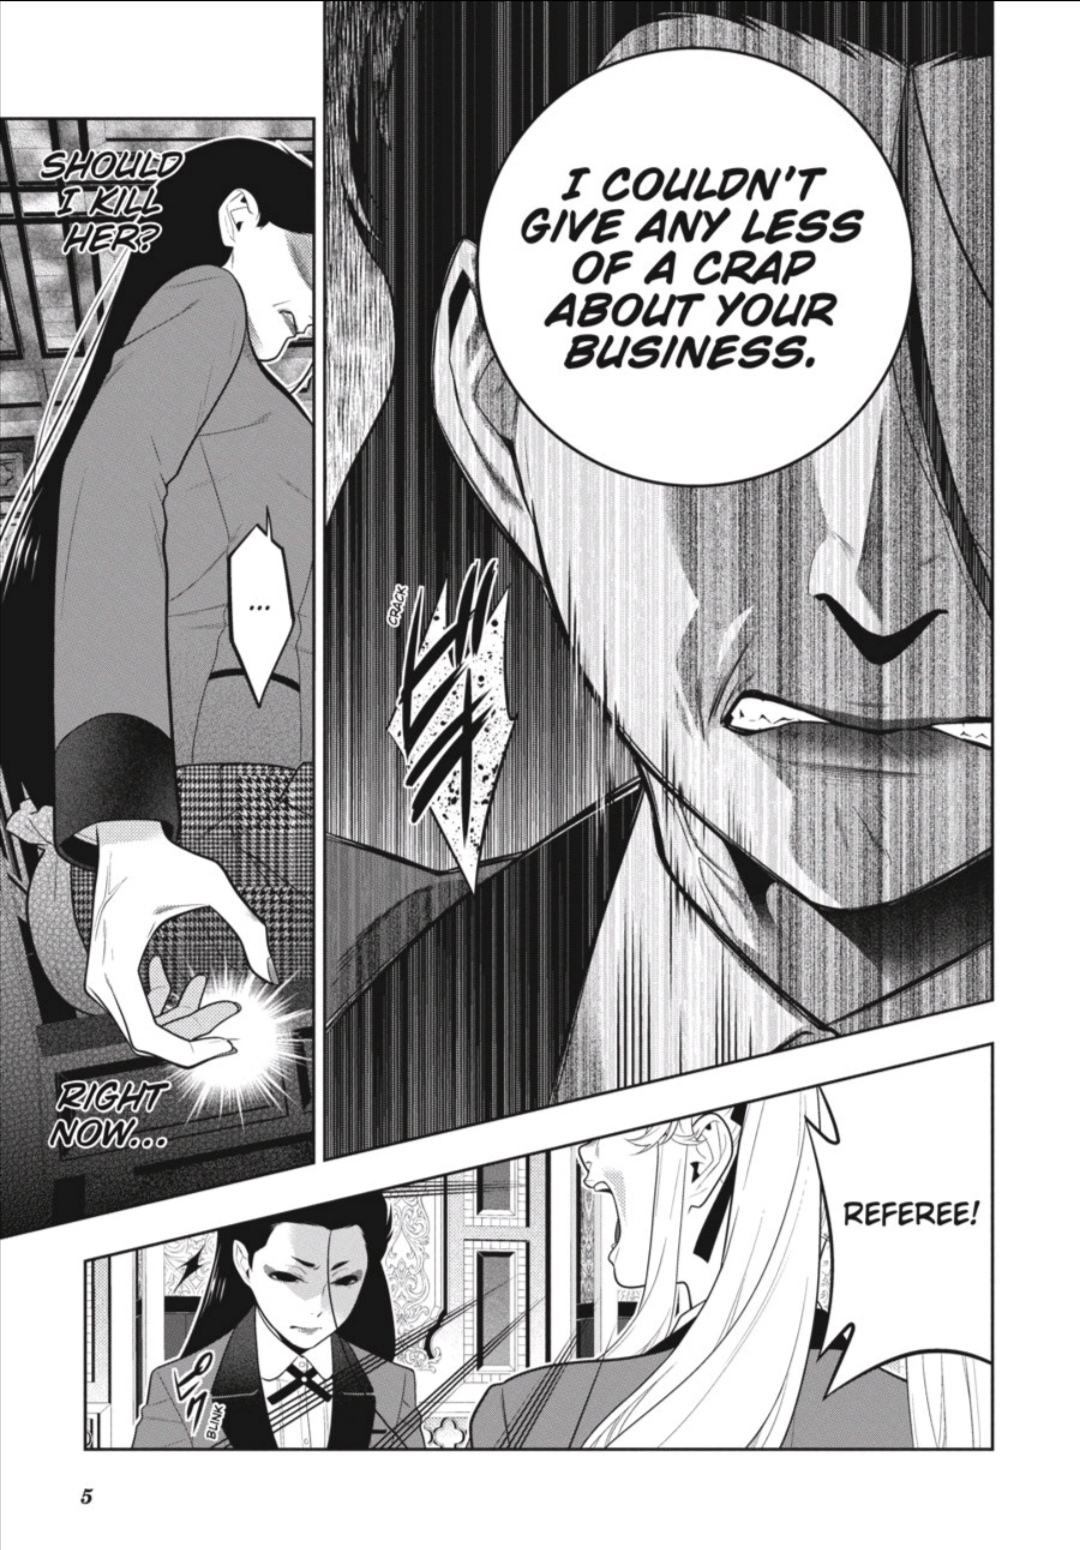 I COULDN'T
GIVE ANY LESS
OF A CRAP
ABOUT YOUR
BUSINESS.
CRACK
SHOULD
I KILL
HER?
...
RIGHT
NOW...
REFEREE!
BLINK
5